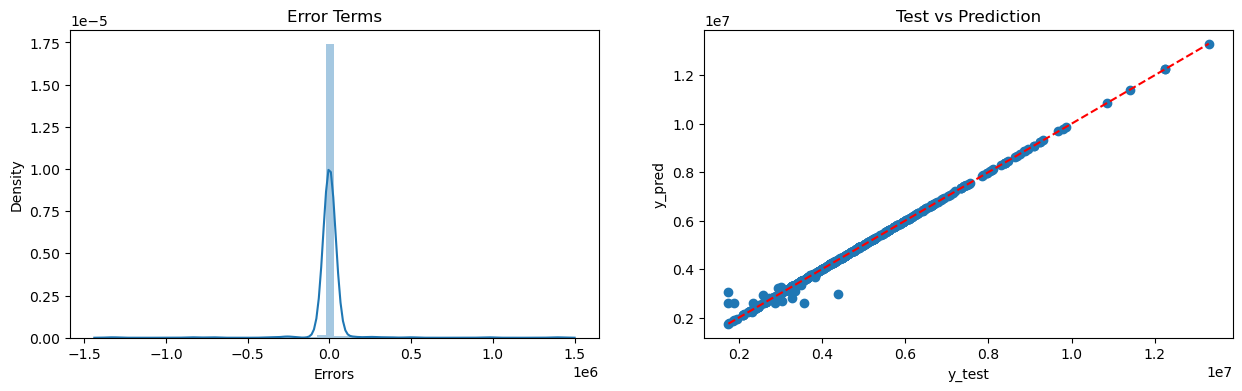 Error Terms
1e−5
Density
1.75
1.50
1.25
1.00
0.75
0.50
0.25
0.00
−1.5 −1.0 −0.5 0.0 0.5 1.0 1.5
Errors
1e6
Test vs Prediction
1e7
y_pred
1.2
1.0
0.8
0.6
0.4
0.2
0.2 0.4 0.6 0.8 1.0 1.2
y_test
1e7